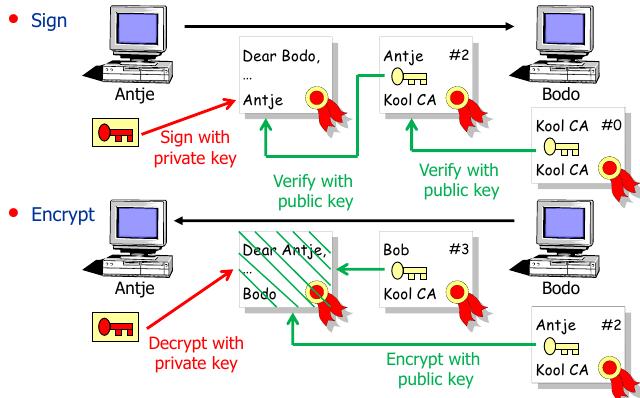 Sign
Antje
Dear Bodo,
...
Antje
Antje #2
Kool CA
Bodo
Kool CA #0
Kool CA
Sign with
private key
Verify with
public key
Verify with
public key
Encrypt
Antje
Dear Antje,
...
Bodo
Bob #3
Kool CA
Bodo
Antje #2
Kool CA
Decrypt with
private key
Encrypt with
public key